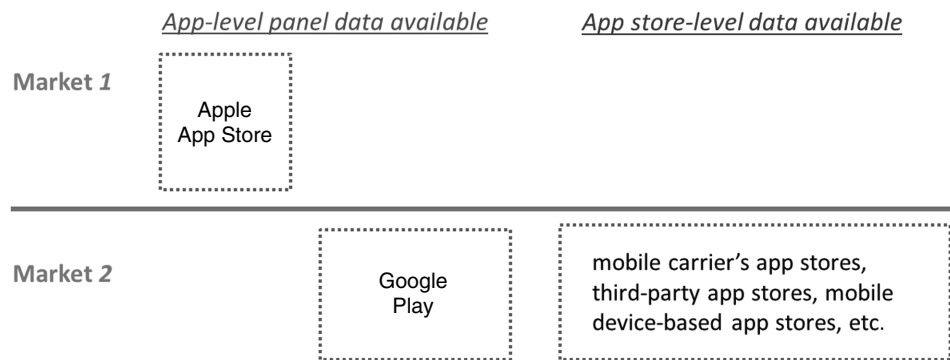 App-level panel data available
App store-level data available
Market 1
Apple
App Store
Market 2
Google
Play
mobile carrier's app stores,
third-party app stores, mobile
device-based app stores, etc.